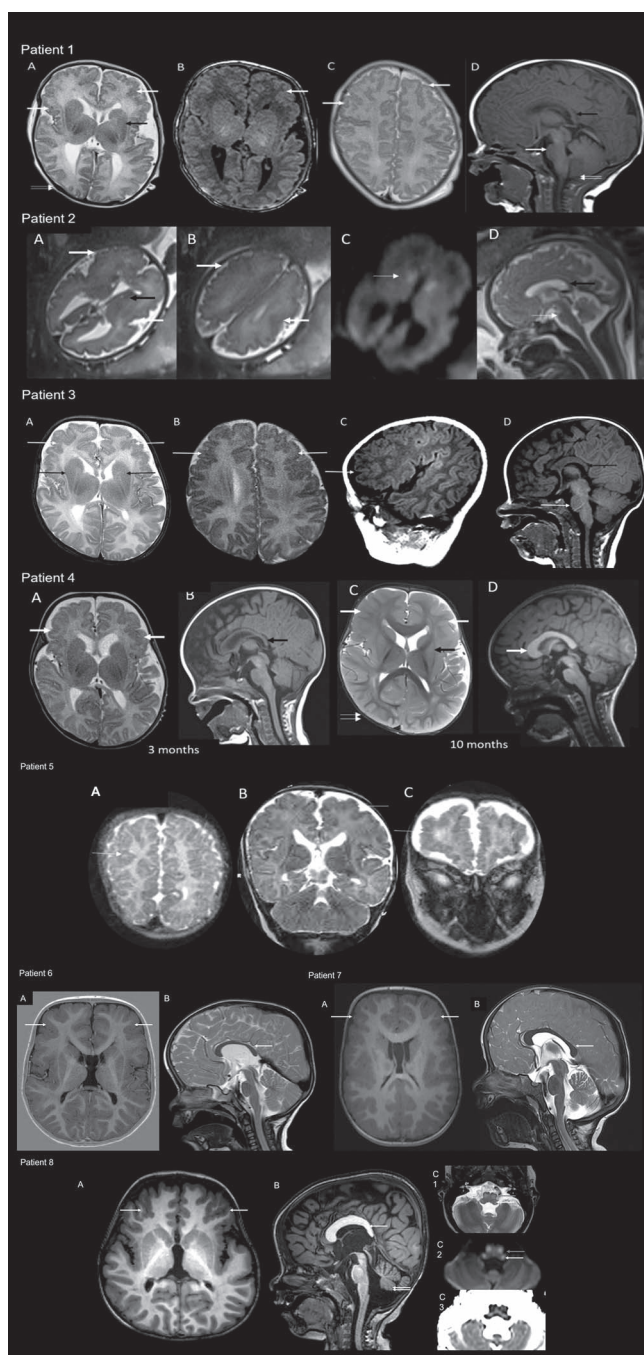 Patient 1
A B C D
Patient 2
A B C D
Patient 3
A B C D
Patient 4
A B C D
3 months 10 months
Patient 5
A B C
Patient 6 Patient 7
A B A B
Patient 8
A B C
1
C
2
C
3